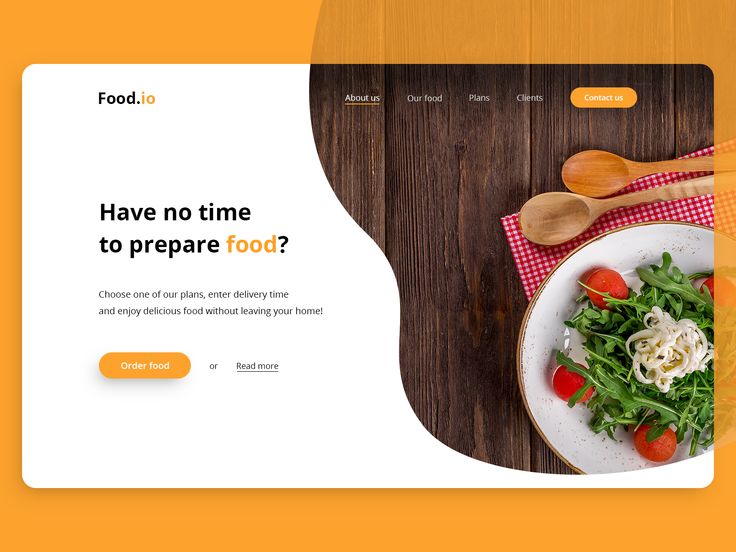 Food.io
About us Our food Plans Clients Contact us
Have no time
to prepare food?
Choose one of our plans, enter delivery time
and enjoy delicious food without leaving your home!
Order food or Read more